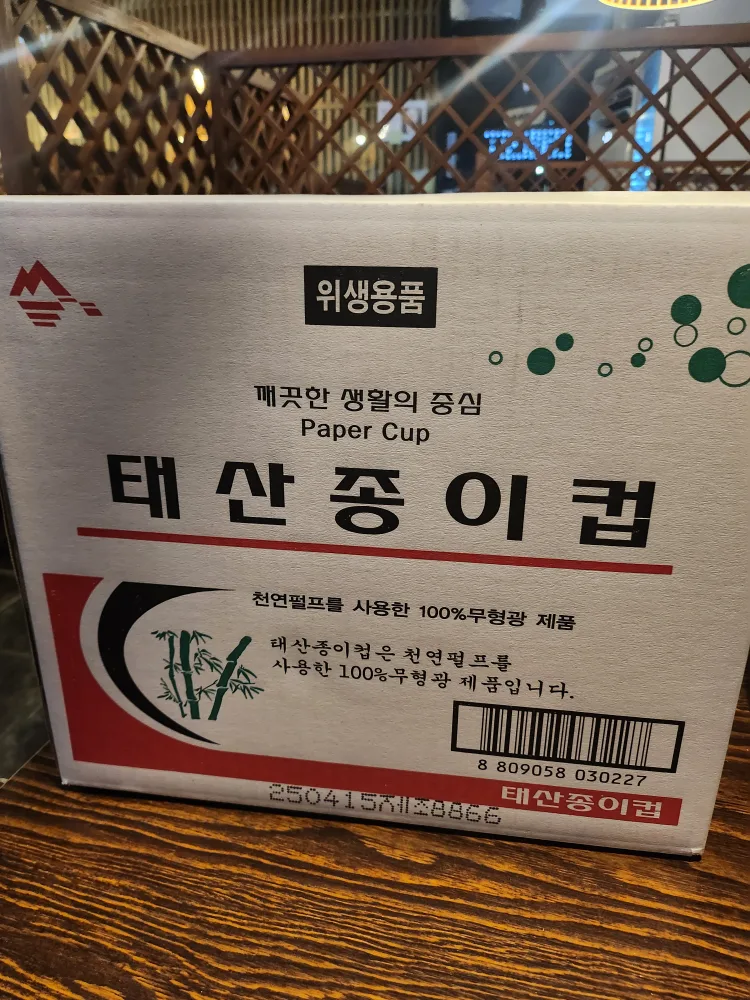 위생용품
깨끗한 생활의 중심
Paper Cup
태산종이컵
천연펄프를 사용한 100%무형광 제품
태산종이컵은 천연펄프를
사용한 100%무형광 제품입니다.
8 809058 030227
태산종이컵
250415제조8866